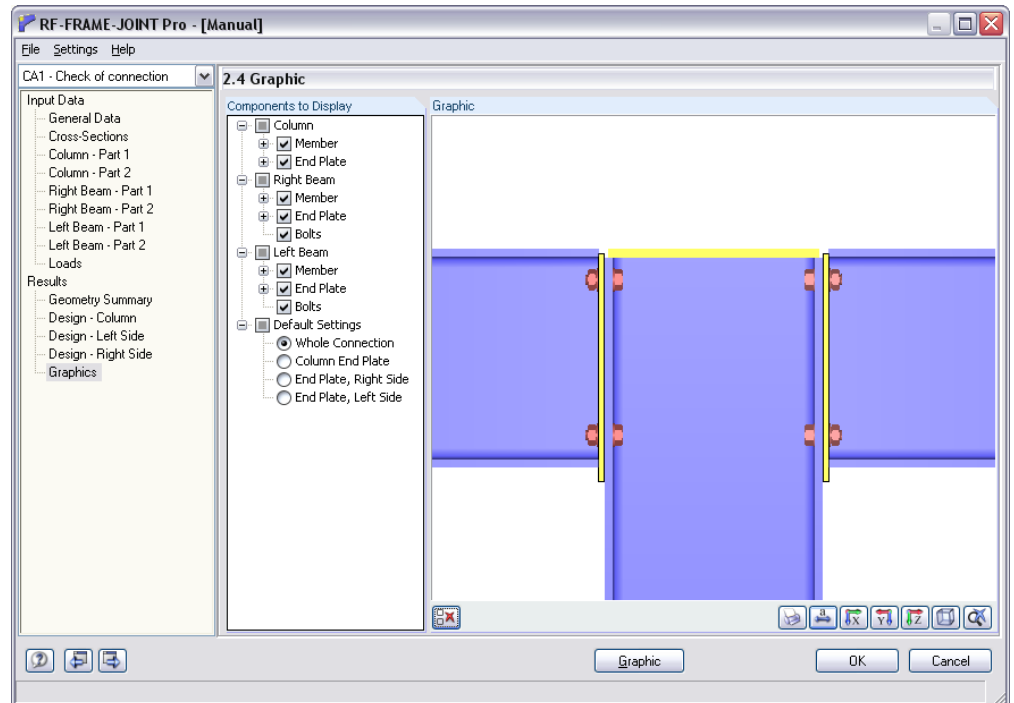 RF-FRAME-JOINT Pro - [Manual]
File Settings Help
CA1 - Check of connection
Input Data
General Data
Cross-Sections
Column - Part 1
Column - Part 2
Right Beam - Part 1
Right Beam - Part 2
Left Beam - Part 1
Left Beam - Part 2
Loads
Results
Geometry Summary
Design - Column
Design - Left Side
Design - Right Side
Graphics
2.4 Graphic
Components to Display
Column
Member
End Plate
Right Beam
Member
End Plate
Bolts
Left Beam
Member
End Plate
Bolts
Default Settings
Whole Connection
Column End Plate
End Plate, Right Side
End Plate, Left Side
Graphic
a X Y Z
Graphic OK Cancel